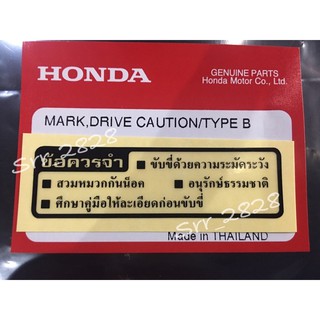 HONDA
GENUINE PARTS
Honda Motor Co., Ltd.
MARK,DRIVE CAUTION/TYPE B
ข้อควรจำ ■ ขับขี่ด้วยความระมัดระวัง
■ สวมหมวกกันน็อค ■ อนุรักษ์ธรรมชาติ
■ ศึกษาคู่มือให้ละเอียดก่อนขับขี่
Made in THAILAND
Srr_2828
Srr_2828
Srr_2828